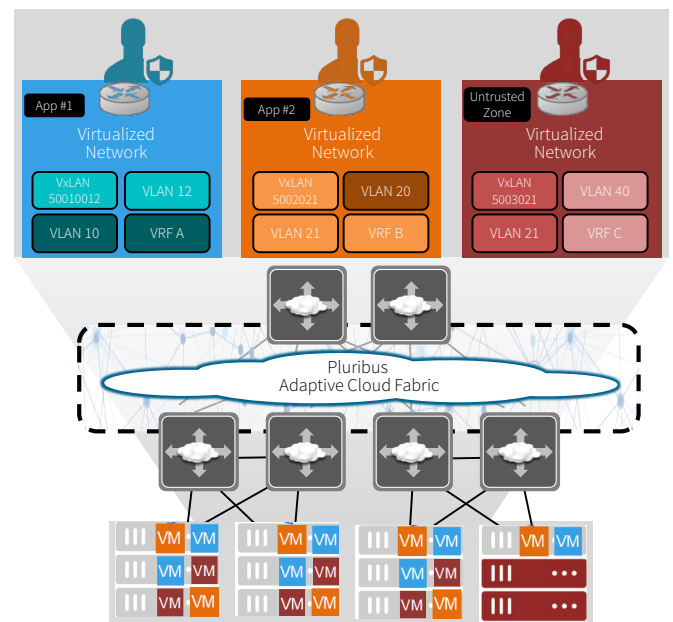 App #1
Virtualized
Network
VxLAN
50010012
VLAN 12
VLAN 10
VRF A
App #2
Virtualized
Network
VxLAN
5002021
VLAN 20
VLAN 21
VRF B
Untrusted
Zone
Virtualized
Network
VxLAN
5003021
VLAN 40
VLAN 21
VRF C
Pluribus
Adaptive Cloud Fabric
VM VM
VM VM
VM VM
VM VM
VM VM
VM VM
VM VM
VM VM
VM VM
VM VM